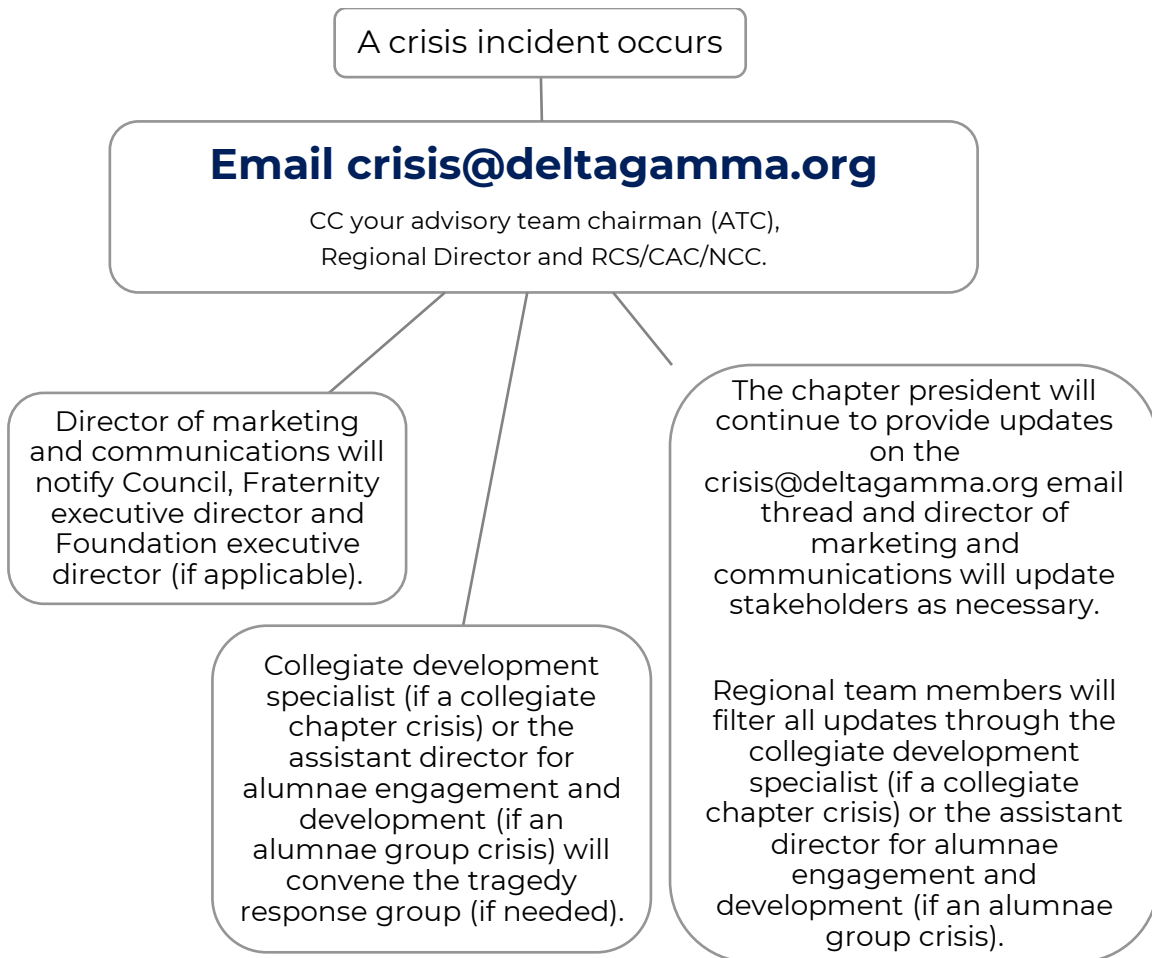 A crisis incident occurs
Email crisis@deltagamma.org
CC your advisory team chairman (ATC),
Regional Director and RCS/CAC/NCC.
Director of marketing
and communications will
notify Council, Fraternity
executive director and
Foundation executive
director (if applicable).
Collegiate development
specialist (if a collegiate
chapter crisis) or the
assistant director for
alumnae engagement and
development (if an
alumnae group crisis) will
convene the tragedy
response group (if needed).
The chapter president will
continue to provide updates
on the
crisis@deltagamma.org email
thread and director of
marketing and
communications will update
stakeholders as necessary.
Regional team members will
filter all updates through the
collegiate development
specialist (if a collegiate
chapter crisis) or the assistant
director for alumnae
engagement and
development (if an alumnae
group crisis).